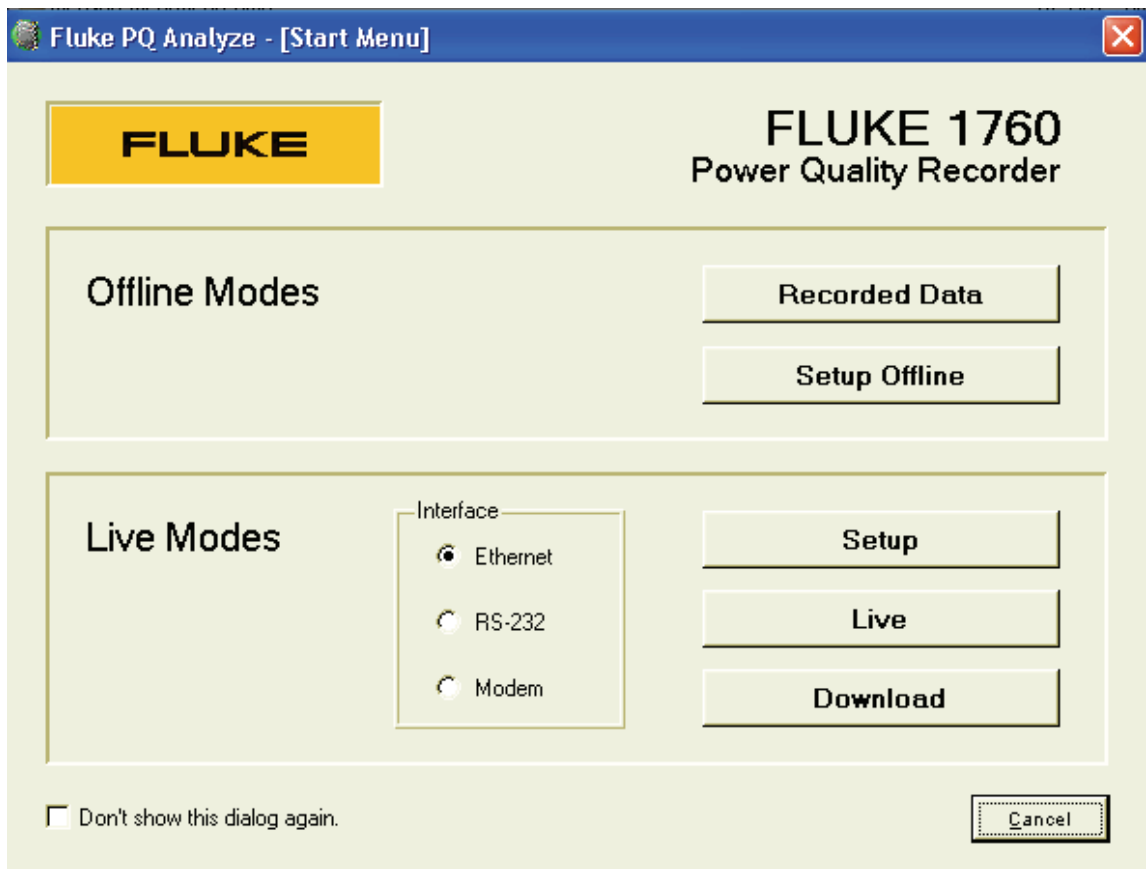 Fluke PQ Analyze - [Start Menu]
FLUKE
FLUKE 1760
Power Quality Recorder
Offline Modes
Recorded Data
Setup Offline
Live Modes
Interface
Ethernet
RS-232
Modem
Setup
Live
Download
Don't show this dialog again.
Cancel